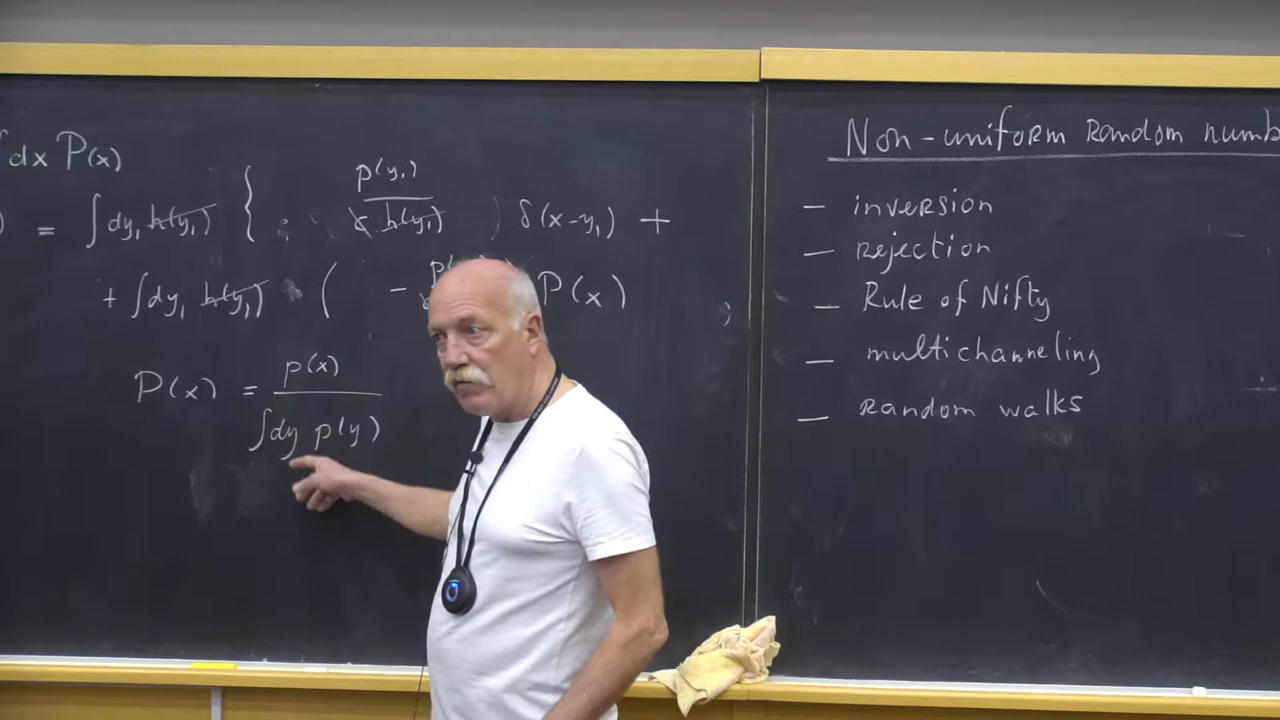 ∫dx P(x)
) = ∫dy₁ h(y₁) { p(y₁) / c h(y₁) ) δ(x-y₁) +
+ ∫dy₁ h(y₁) ( - P(x)
P(x) = p(x) / ∫dy p(y)
Non-uniform Random numb
- inversion
- rejection
- Rule of Nifty
- multichanneling
- Random walks